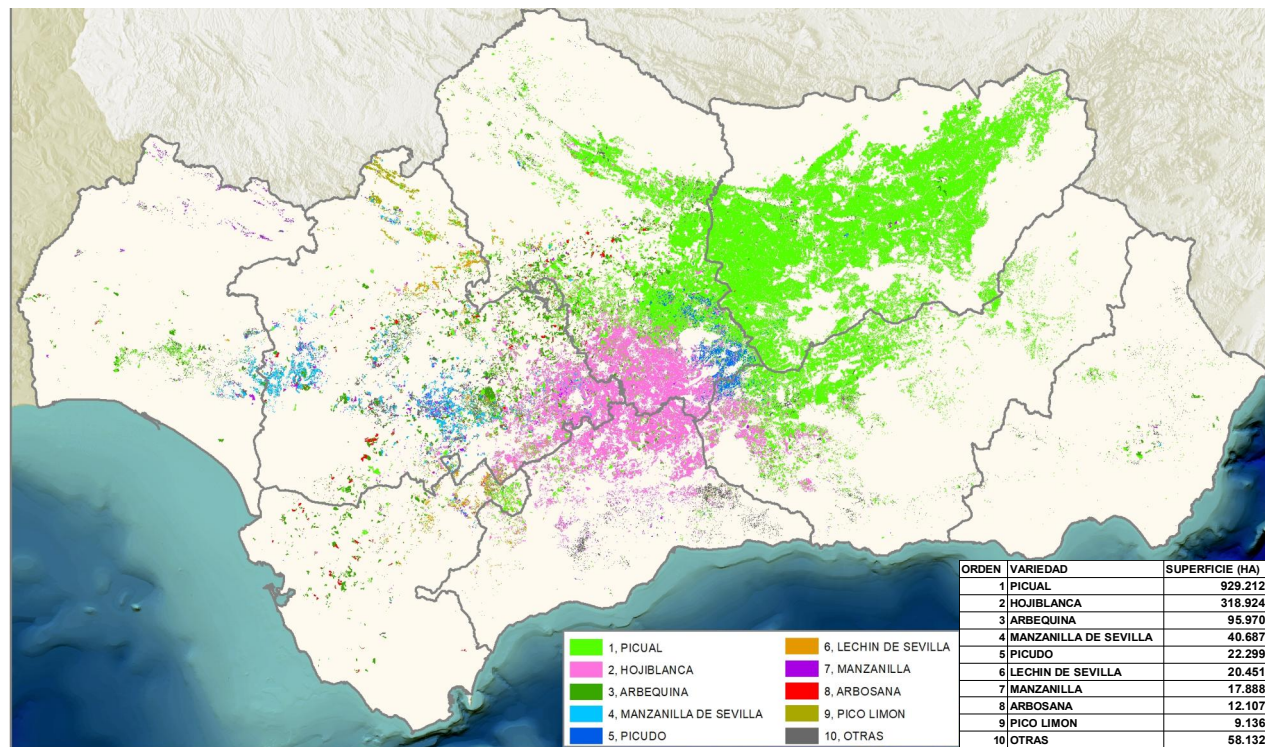 1, PICUAL
2, HOJIBLANCA
3, ARBEQUINA
4, MANZANILLA DE SEVILLA
5, PICUDO
6, LECHIN DE SEVILLA
7, MANZANILLA
8, ARBOSANA
9, PICO LIMON
10, OTRAS
ORDEN VARIEDAD SUPERFICIE (HA)
1 PICUAL 929.212
2 HOJIBLANCA 318.924
3 ARBEQUINA 95.970
4 MANZANILLA DE SEVILLA 40.687
5 PICUDO 22.299
6 LECHIN DE SEVILLA 20.451
7 MANZANILLA 17.888
8 ARBOSANA 12.107
9 PICO LIMON 9.136
10 OTRAS 58.132